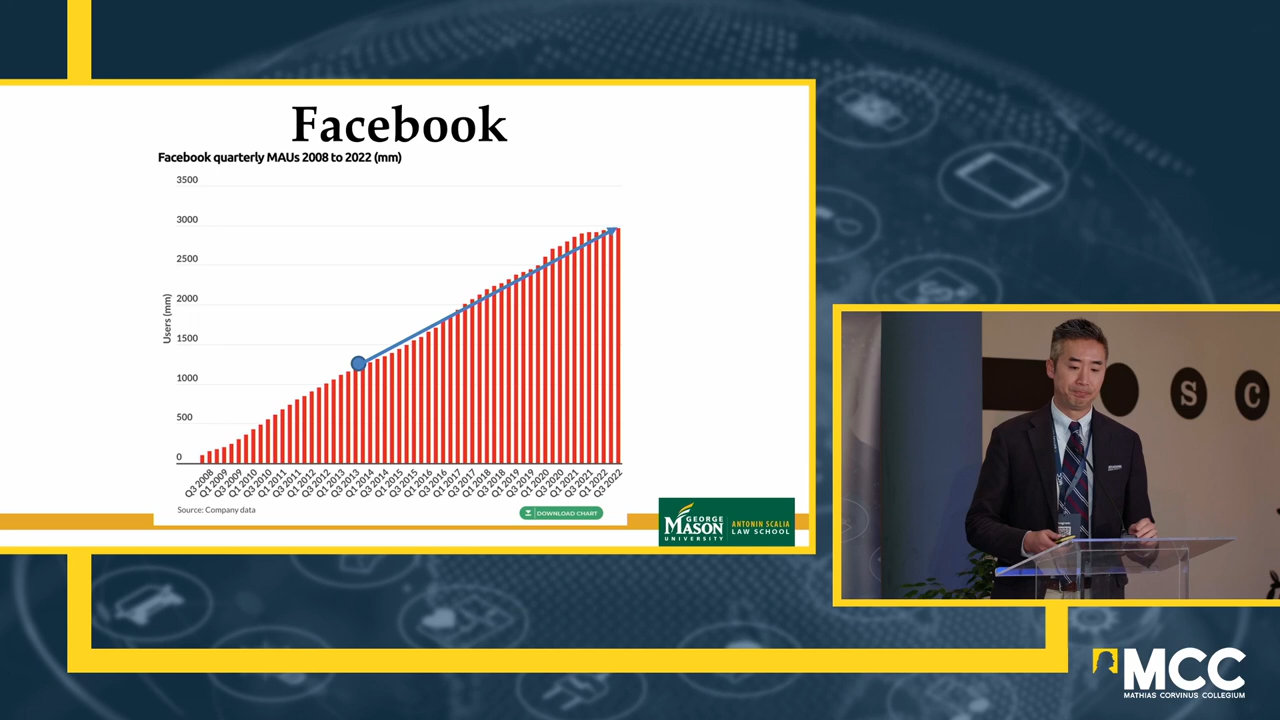 Facebook
Facebook quarterly MAUs 2008 to 2022 (mm)
3500
3000
2500
2000
1500
1000
500
0
Users (mm)
Q3 2008
Q1 2009
Q3 2009
Q1 2010
Q3 2010
Q1 2011
Q3 2011
Q1 2012
Q3 2012
Q1 2013
Q3 2013
Q1 2014
Q3 2014
Q1 2015
Q3 2015
Q1 2016
Q3 2016
Q1 2017
Q3 2017
Q1 2018
Q3 2018
Q1 2019
Q3 2019
Q1 2020
Q3 2020
Q1 2021
Q3 2021
Q1 2022
Q3 2022
Source: Company data
DOWNLOAD CHART
GEORGE
MASON
UNIVERSITY
ANTONIN SCALIA
LAW SCHOOL
S C
MCC
MATHIAS CORVINUS COLLEGIUM